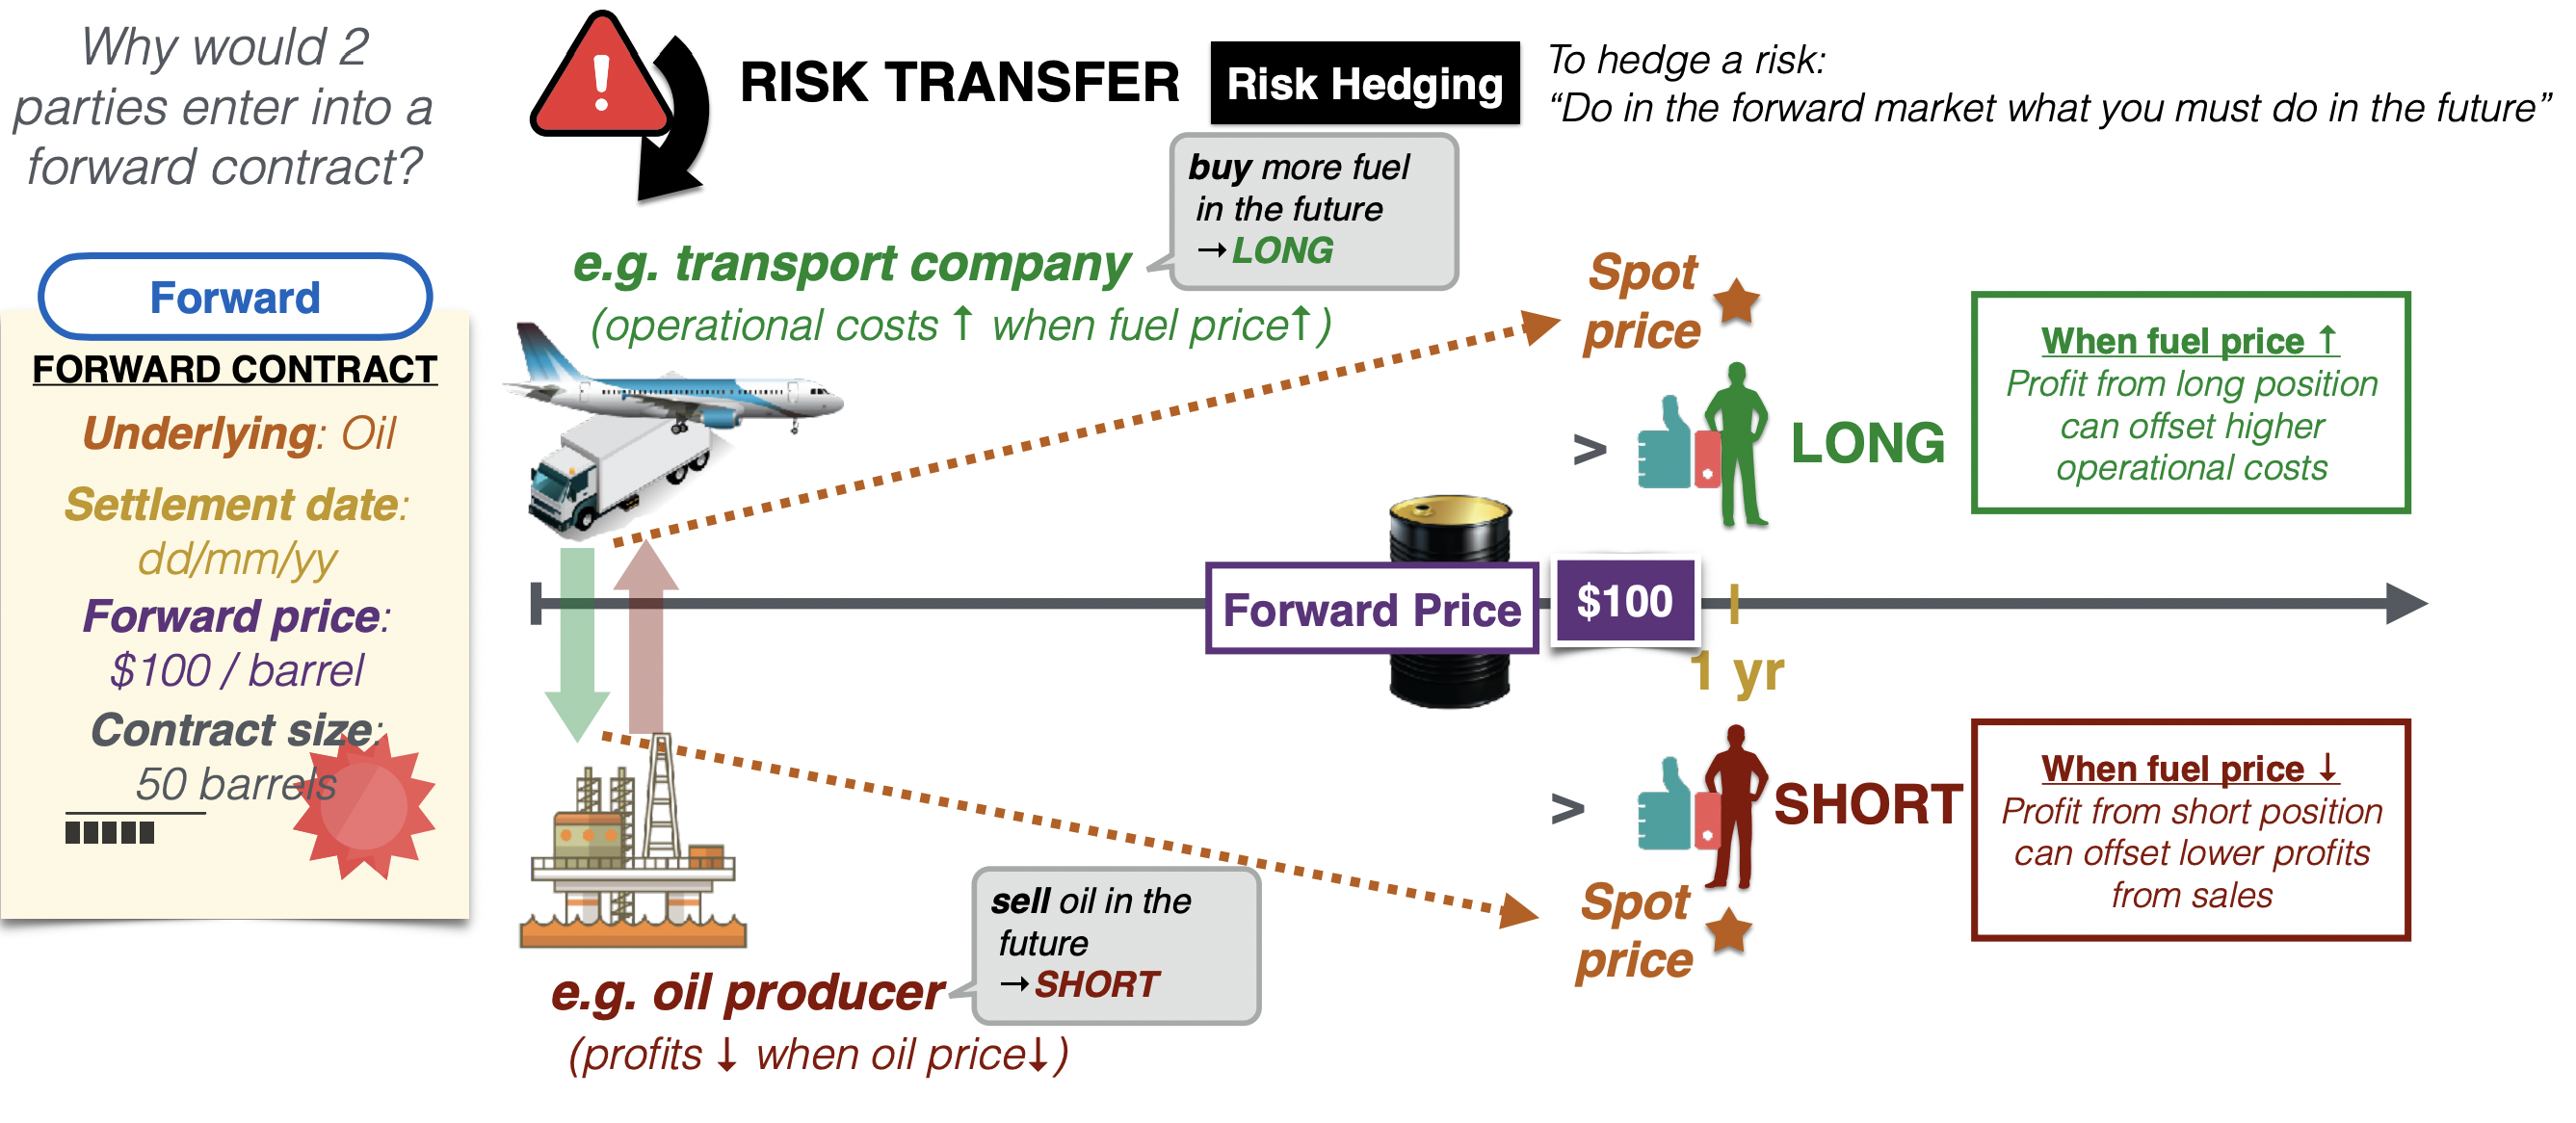 Why would 2
parties enter into a
forward contract?
RISK TRANSFER
Risk Hedging
To hedge a risk:
“Do in the forward market what you must do in the future”
buy more fuel
in the future
→LONG
e.g. transport company
(operational costs ↑ when fuel price↑)
Forward
FORWARD CONTRACT
Underlying: Oil
Settlement date:
dd/mm/yy
Forward price:
$100 / barrel
Contract size:
50 barrels
Spot
price
>
LONG
When fuel price ↑
Profit from long position
can offset higher
operational costs
Forward Price
$100
1 yr
>
SHORT
When fuel price ↓
Profit from short position
can offset lower profits
from sales
Spot
price
sell oil in the
future
→SHORT
e.g. oil producer
(profits ↓ when oil price↓)